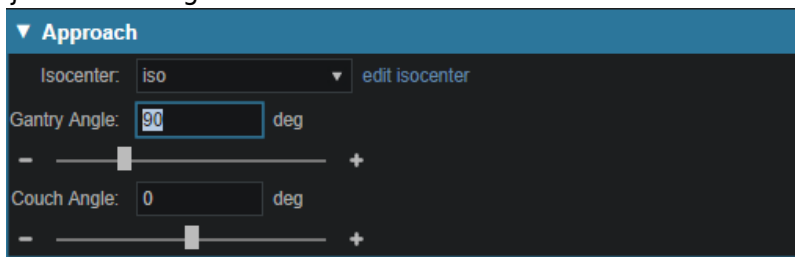 ▼ Approach
Isocenter: iso ▼ edit isocenter
Gantry Angle: 90 deg
- +
Couch Angle: 0 deg
- +